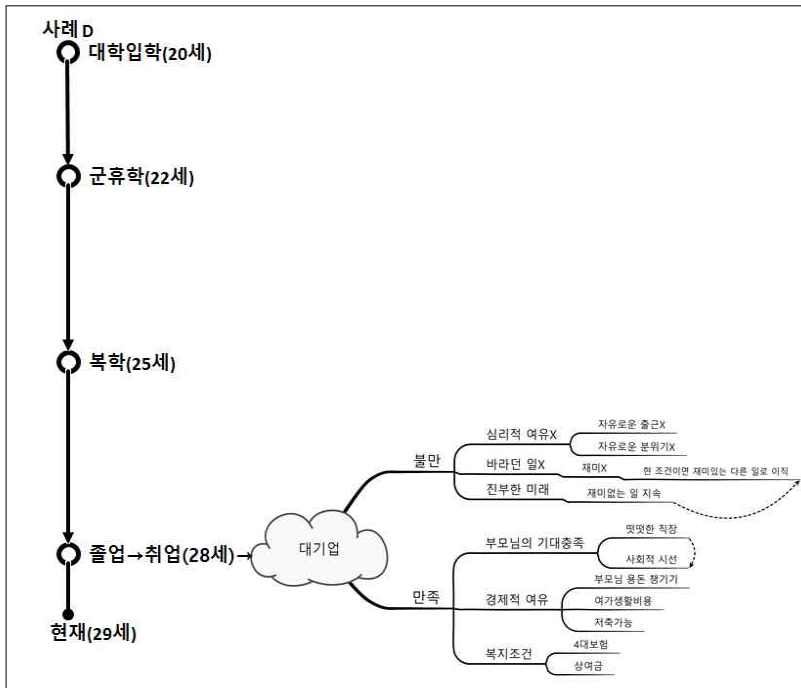 사례 D
대학입학(20세)
군휴학(22세)
복학(25세)
졸업→취업(28세)→
현재(29세)
대기업
불만
심리적 여유X
자유로운 출근X
자유로운 분위기X
바라던 일X
재미X
현 조건이면 재미있는 다른 일로 이직
진부한 미래
재미없는 일 지속
만족
부모님의 기대충족
떳떳한 직장
사회적 시선
경제적 여유
부모님 용돈 챙기기
여가생활비용
저축가능
복지조건
4대보험
상여금